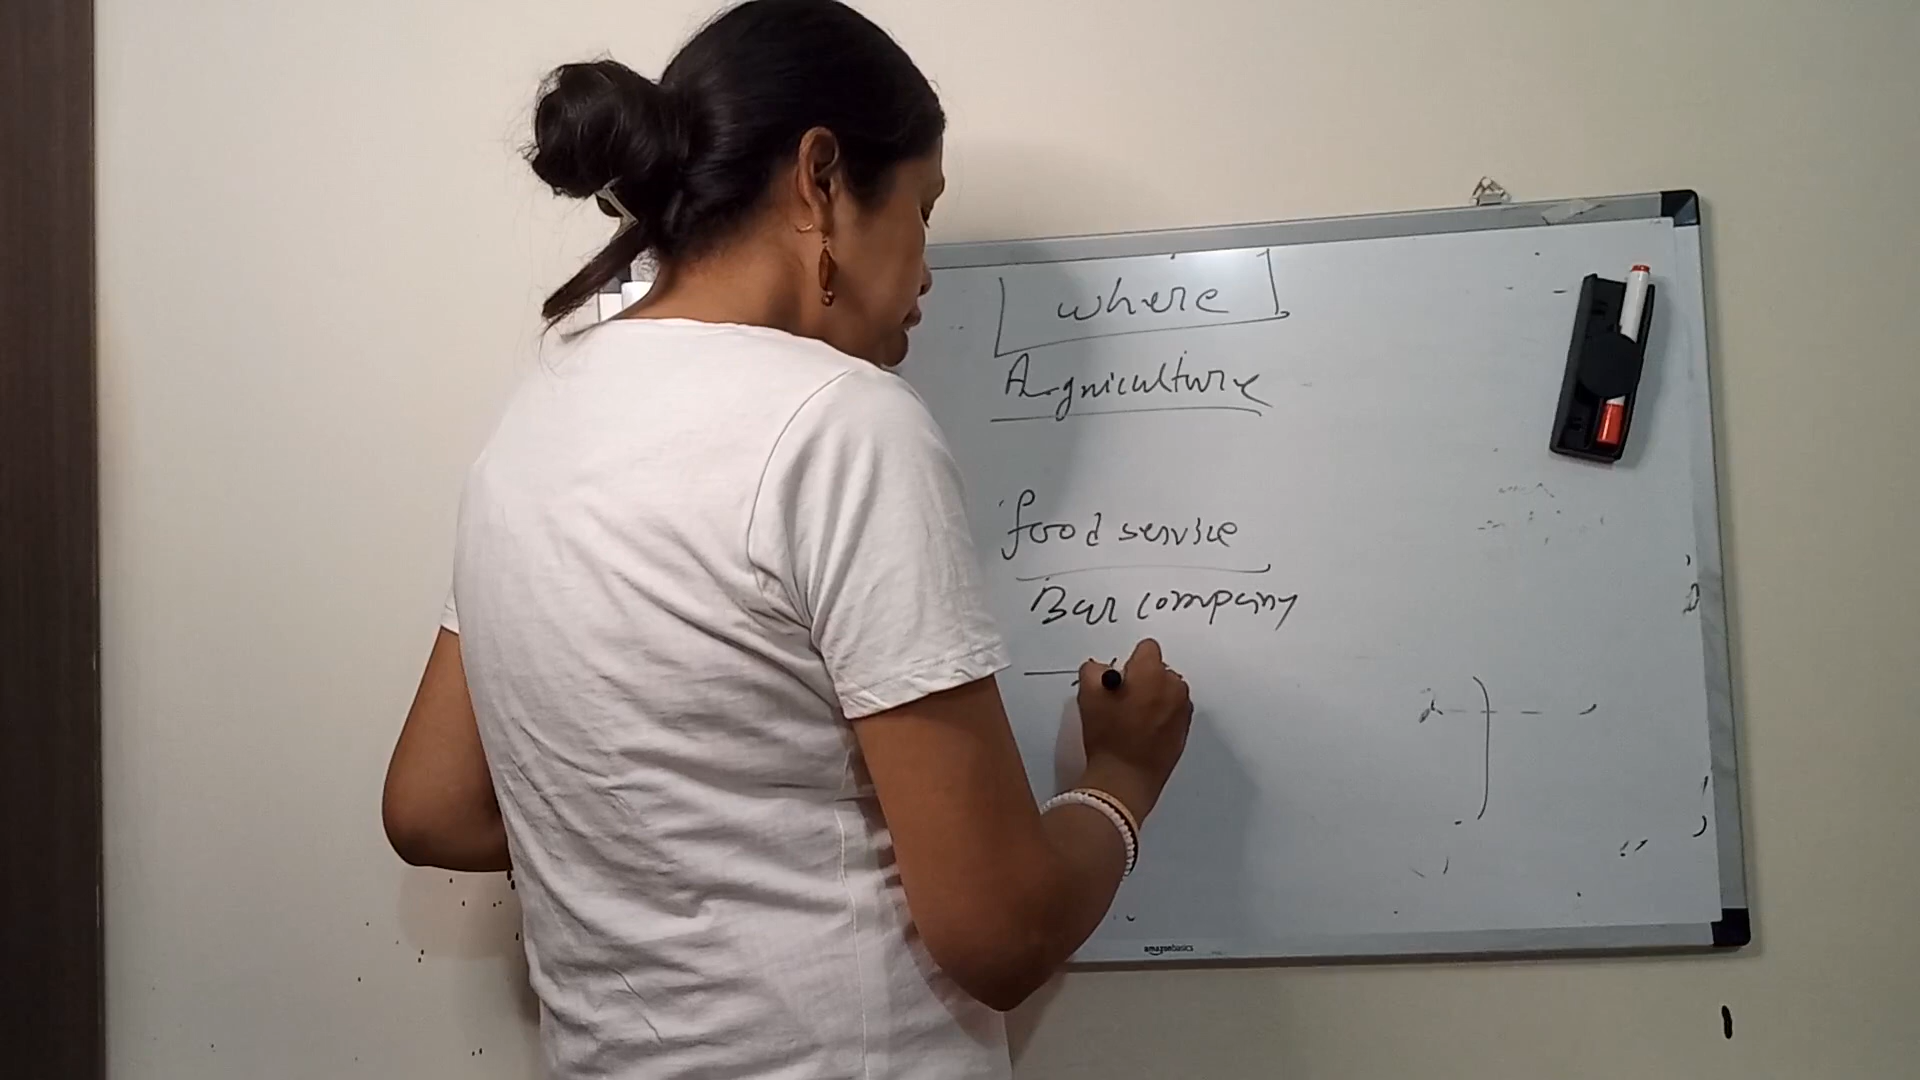 where
Agriculture
food service
Bar company
amazonbasics